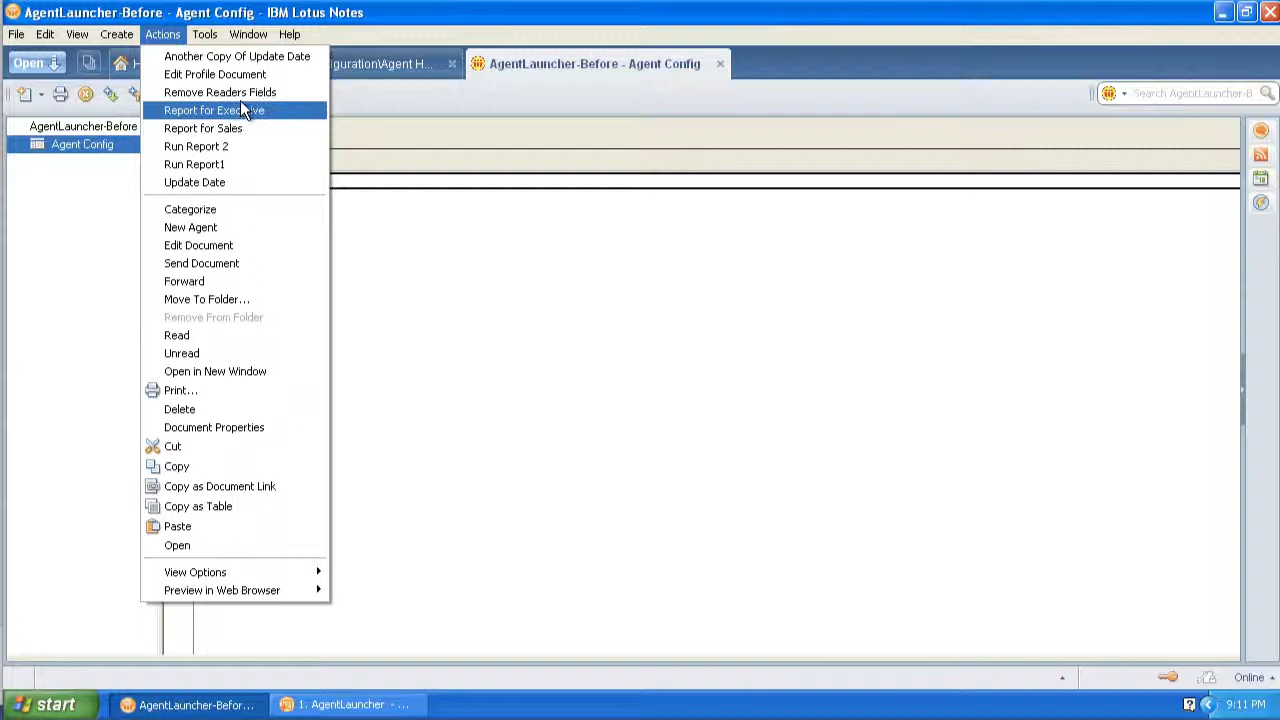 AgentLauncher-Before - Agent Config - IBM Lotus Notes
File Edit View Create Actions Tools Window Help
Open
iguration\Agent H...
AgentLauncher-Before - Agent Config
Search AgentLauncher-B
AgentLauncher-Before
Agent Config
Another Copy Of Update Date
Edit Profile Document
Remove Readers Fields
Report for
Report for Sales
Run Report 2
Run Report1
Update Date
Categorize
New Agent
Edit Document
Send Document
Forward
Move To Folder...
Remove From Folder
Read
Unread
Open in New Window
Print...
Delete
Document Properties
Cut
Copy
Copy as Document Link
Copy as Table
Paste
Open
View Options
Preview in Web Browser
Online
start
AgentLauncher-Befor...
1. AgentLauncher - ...
9:11 PM